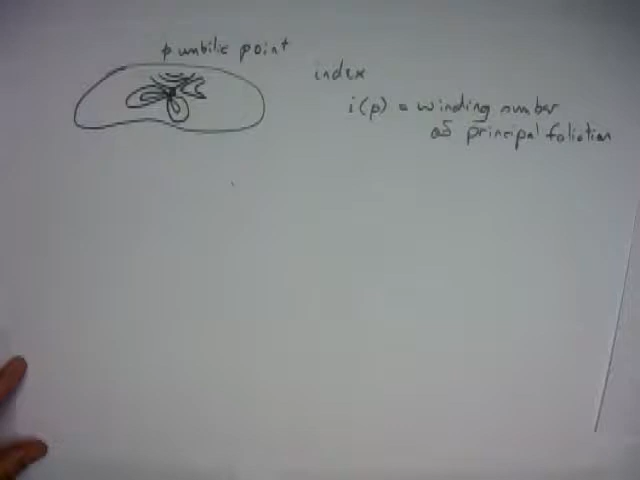 p umbilic point
index
i(p) = winding number
of principal foliation